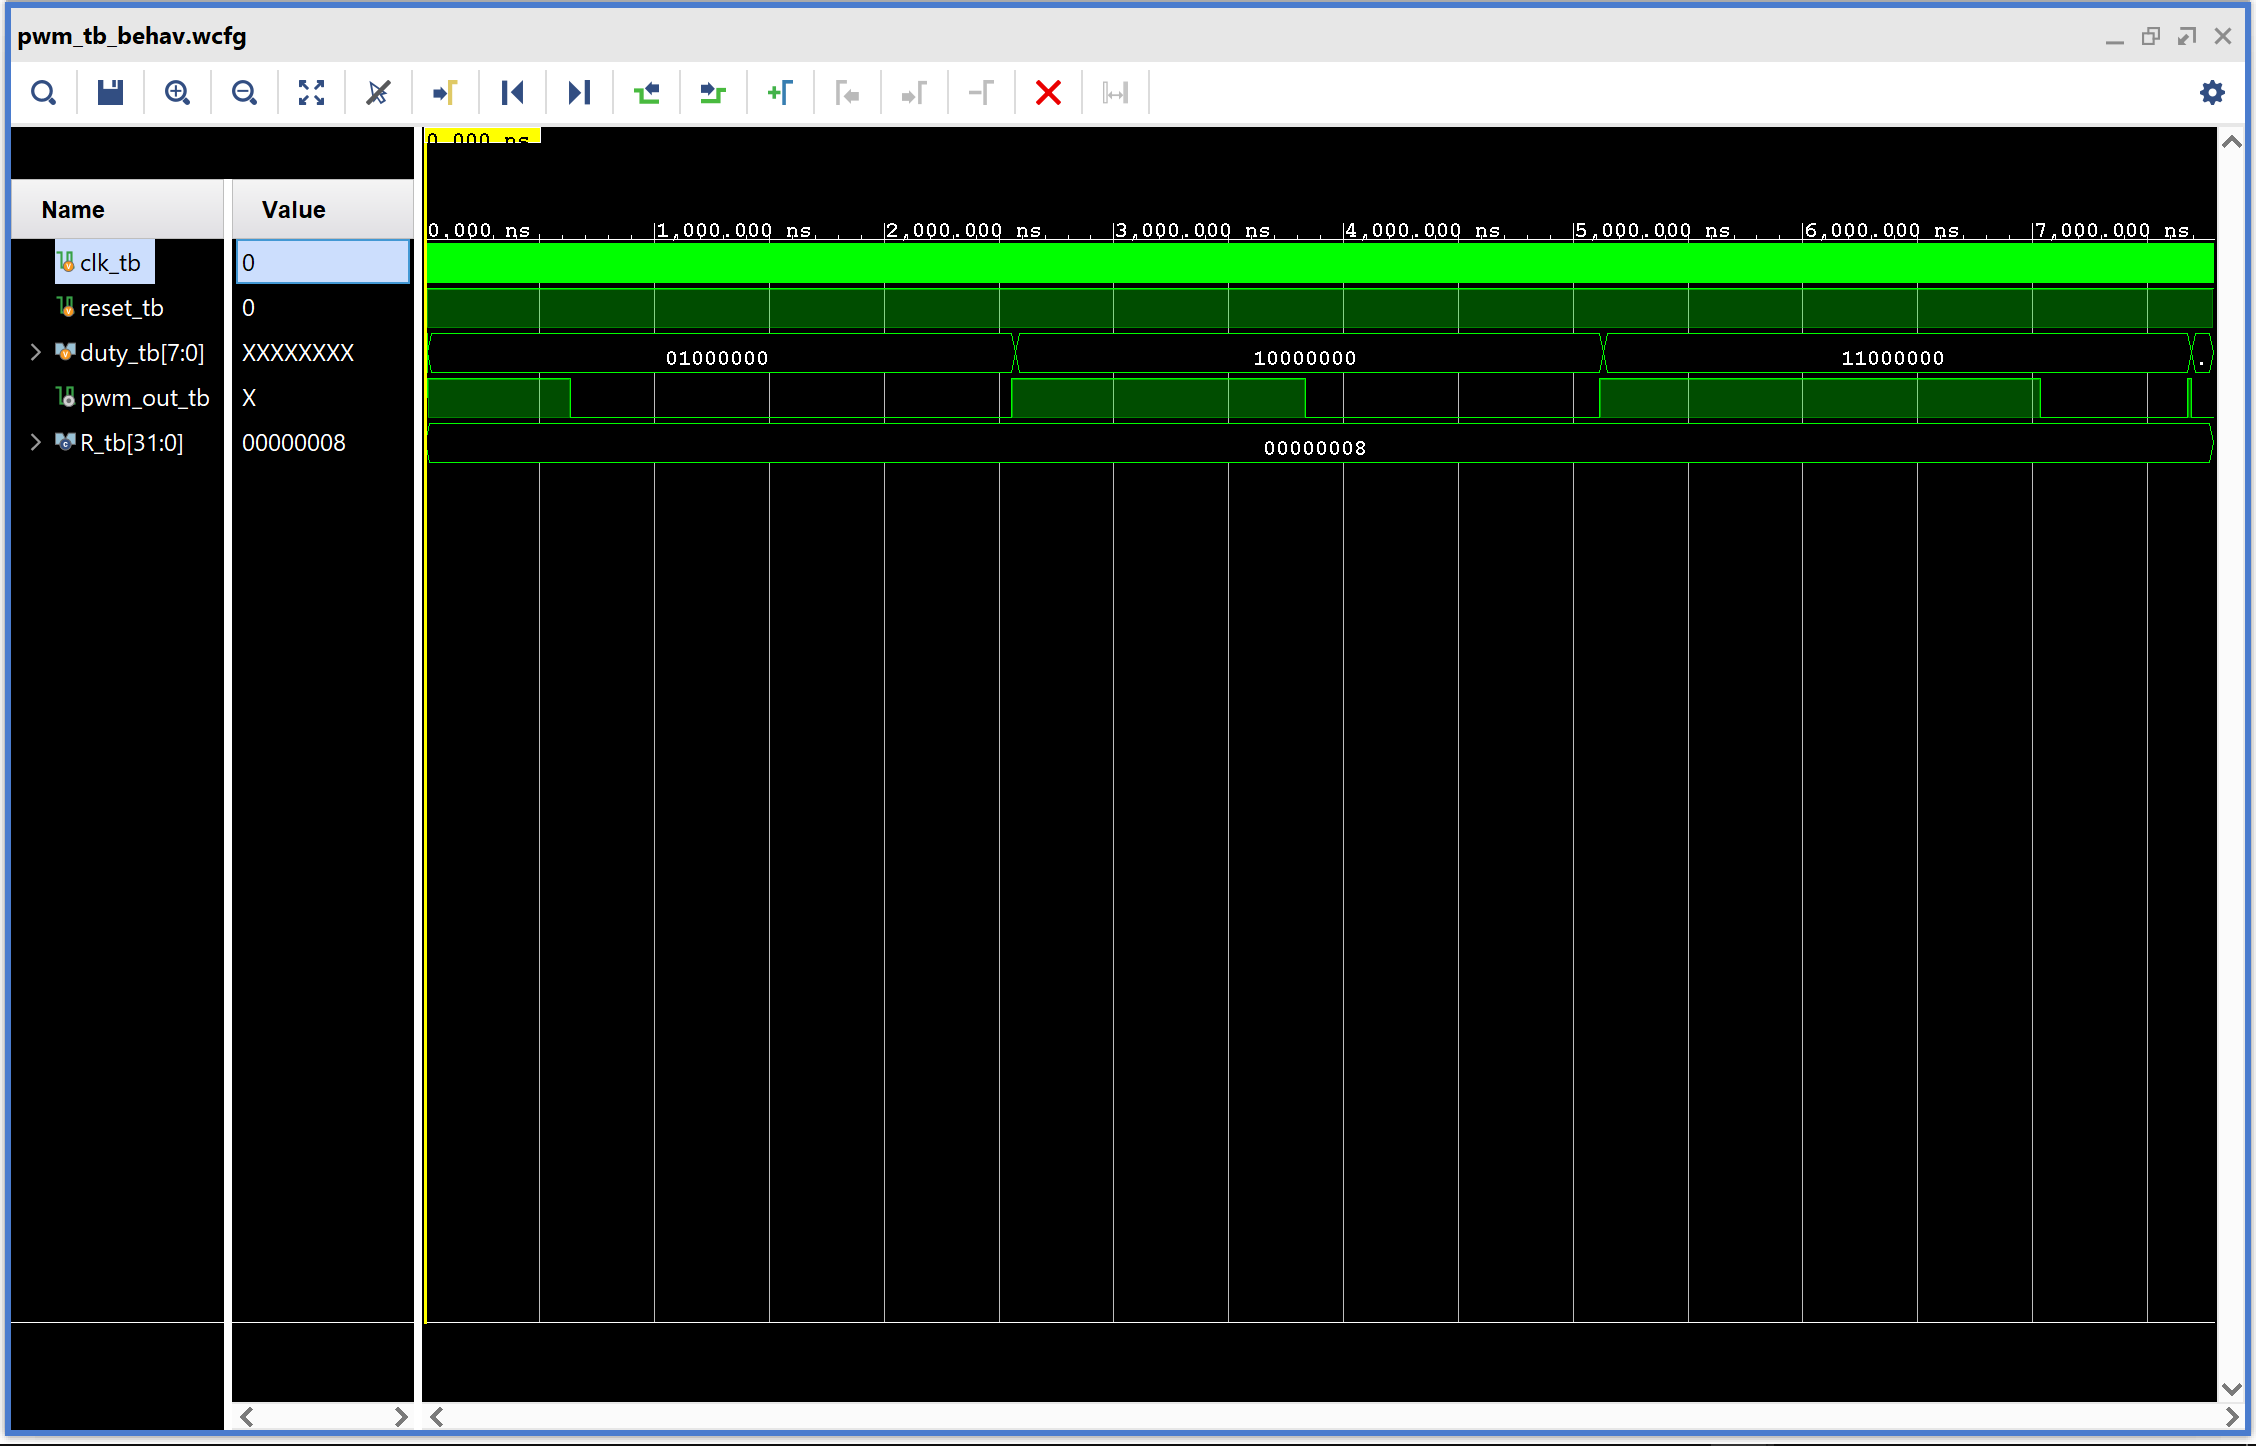 pwm_tb_behav.wcfg
0.000 ns
Name Value
0.000 ns 1,000.000 ns 2,000.000 ns 3,000.000 ns 4,000.000 ns 5,000.000 ns 6,000.000 ns 7,000.000 ns
clk_tb 0
reset_tb 0
duty_tb[7:0] XXXXXXXX 01000000 10000000 11000000 .
pwm_out_tb X
R_tb[31:0] 00000008 00000008